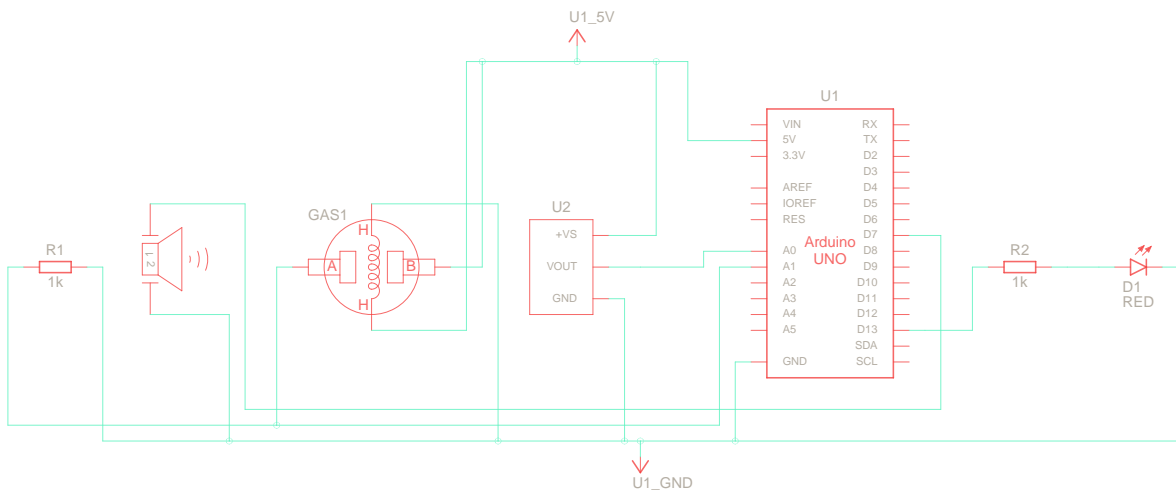 U1_5V
U1
VIN
RX
5V
TX
3.3V
D2
D3
AREF
D4
IOREF
D5
RES
D6
D7
A0
D8
A1
D9
A2
D10
A3
D11
A4
D12
A5
D13
SDA
GND
SCL
Arduino
UNO
GAS1
H
A
B
H
U2
+VS
VOUT
GND
R1
1k
1
2
R2
1k
D1
RED
U1_GND